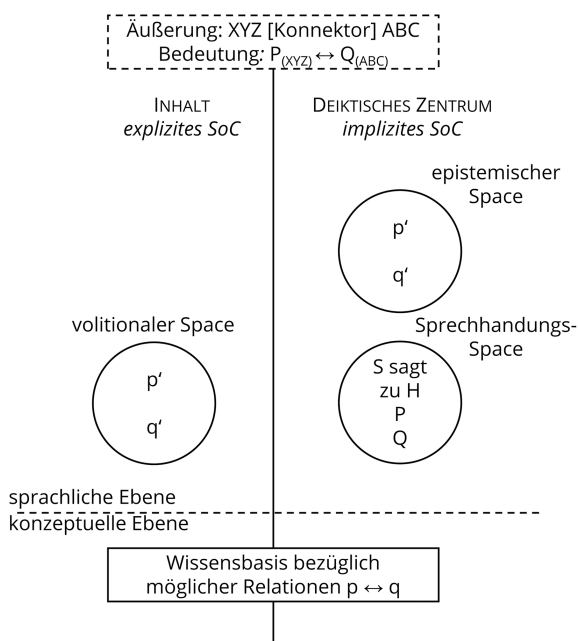 Äußerung: XYZ [Konnektor] ABC
Bedeutung: P(XYZ) ↔ Q(ABC)
INHALT
explizites SoC
DEIKTISCHES ZENTRUM
implizites SoC
epistemischer
Space
p‘
q‘
volitionaler Space
p‘
q‘
Sprechhandungs-
Space
S sagt
zu H
P
Q
sprachliche Ebene
konzeptuelle Ebene
Wissensbasis bezüglich
möglicher Relationen p ↔ q